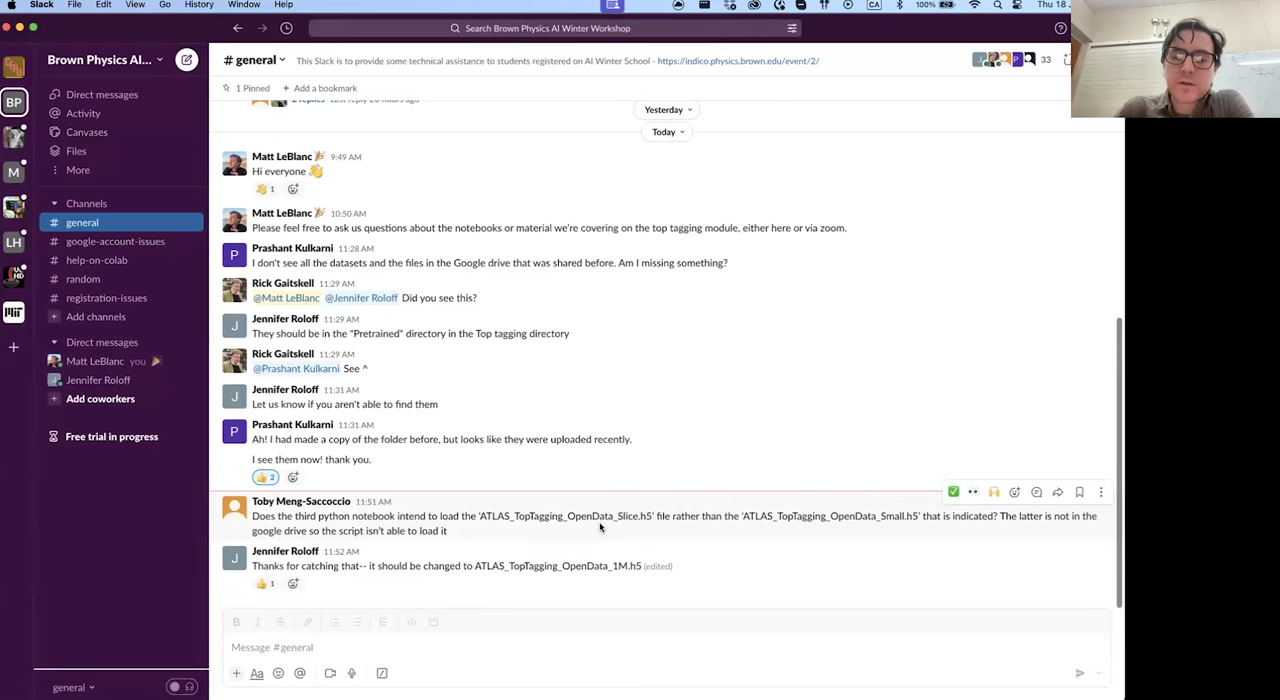 Slack File Edit View Go History Window Help CA 100% Thu 18
Search Brown Physics AI Winter Workshop
Brown Physics AI...
# general This Slack is to provide some technical assistance to students registered on AI Winter School - https://indico.physics.brown.edu/event/2/ 33
1 Pinned + Add a bookmark
BP
M
LH
MIT
Direct messages
Activity
Canvases
Files
More
Channels
# general
# google-account-issues
# help-on-colab
# random
# registration-issues
+ Add channels
Direct messages
Matt LeBlanc you
Jennifer Roloff
+ Add coworkers
Free trial in progress
general
Yesterday
Today
Matt LeBlanc 9:49 AM
Hi everyone
1
Matt LeBlanc 10:50 AM
Please feel free to ask us questions about the notebooks or material we're covering on the top tagging module, either here or via zoom.
P
Prashant Kulkarni 11:28 AM
I don't see all the datasets and the files in the Google drive that was shared before. Am I missing something?
Rick Gaitskell 11:29 AM
@Matt LeBlanc @Jennifer Roloff Did you see this?
J
Jennifer Roloff 11:29 AM
They should be in the "Pretrained" directory in the Top tagging directory
Rick Gaitskell 11:29 AM
@Prashant Kulkarni See ^
J
Jennifer Roloff 11:31 AM
Let us know if you aren't able to find them
P
Prashant Kulkarni 11:31 AM
Ah! I had made a copy of the folder before, but looks like they were uploaded recently.
I see them now! thank you.
2
Toby Meng-Saccoccio 11:51 AM
Does the third python notebook intend to load the 'ATLAS_TopTagging_OpenData_Slice.h5' file rather than the 'ATLAS_TopTagging_OpenData_Small.h5' that is indicated? The latter is not in the
google drive so the script isn't able to load it
J
Jennifer Roloff 11:52 AM
Thanks for catching that-- it should be changed to ATLAS_TopTagging_OpenData_1M.h5 (edited)
1
B I S
Message #general
+ Aa @